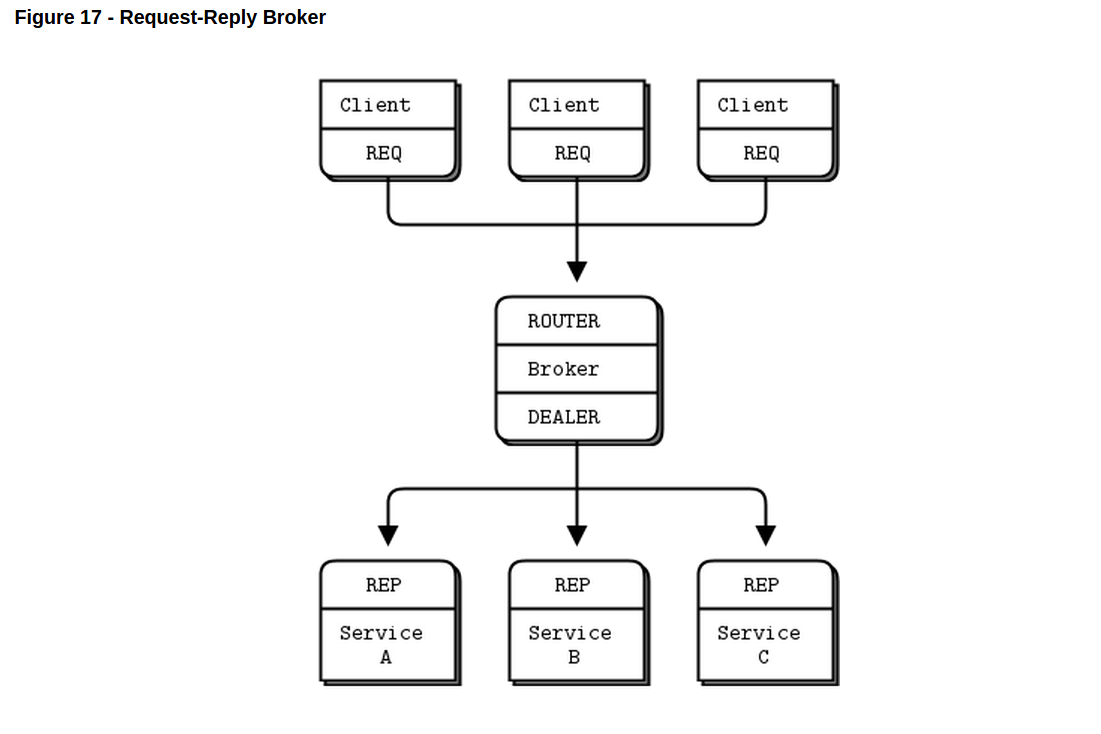 Figure 17 - Request-Reply Broker
Client
Client
Client
REQ
REQ
REQ
ROUTER
Broker
DEALER
REP
REP
REP
Service
A
Service
B
Service
C